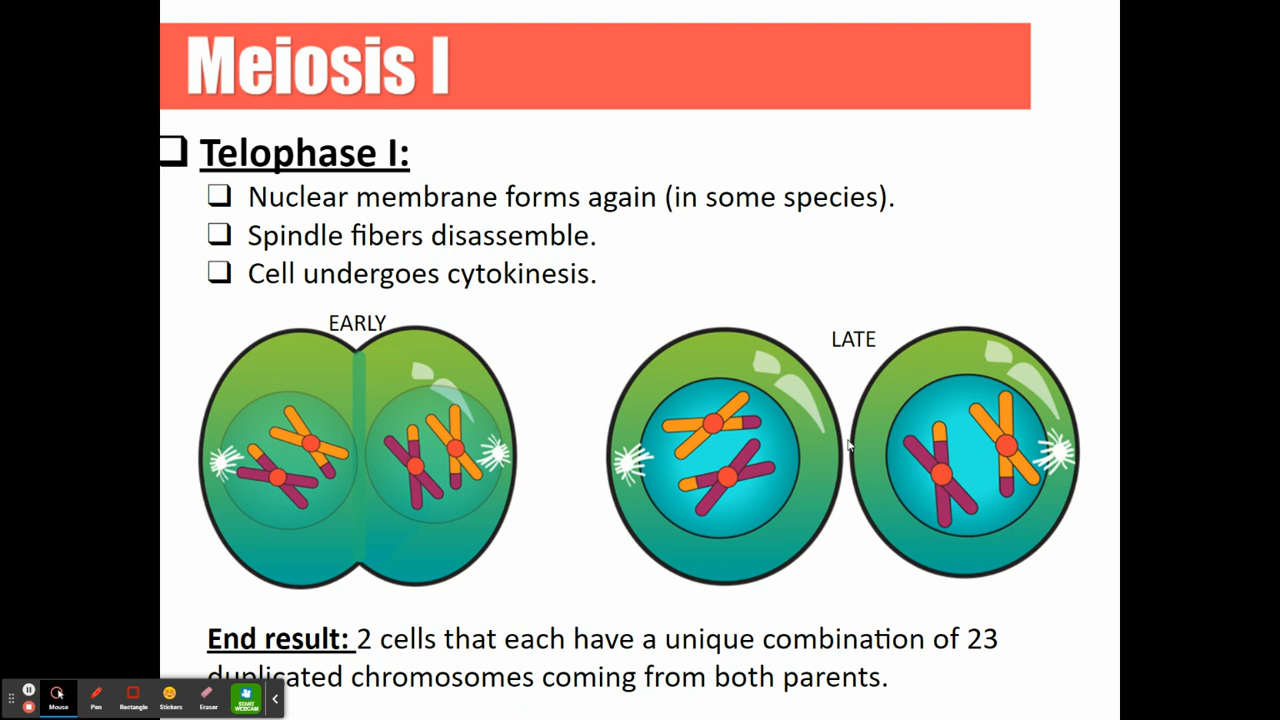 Meiosis I
Telophase I:
Nuclear membrane forms again (in some species).
Spindle fibers disassemble.
Cell undergoes cytokinesis.
EARLY
LATE
End result: 2 cells that each have a unique combination of 23
duplicated chromosomes coming from both parents.
Mouse
Pen
Rectangle
Stickers
Eraser
START
WEBCAM